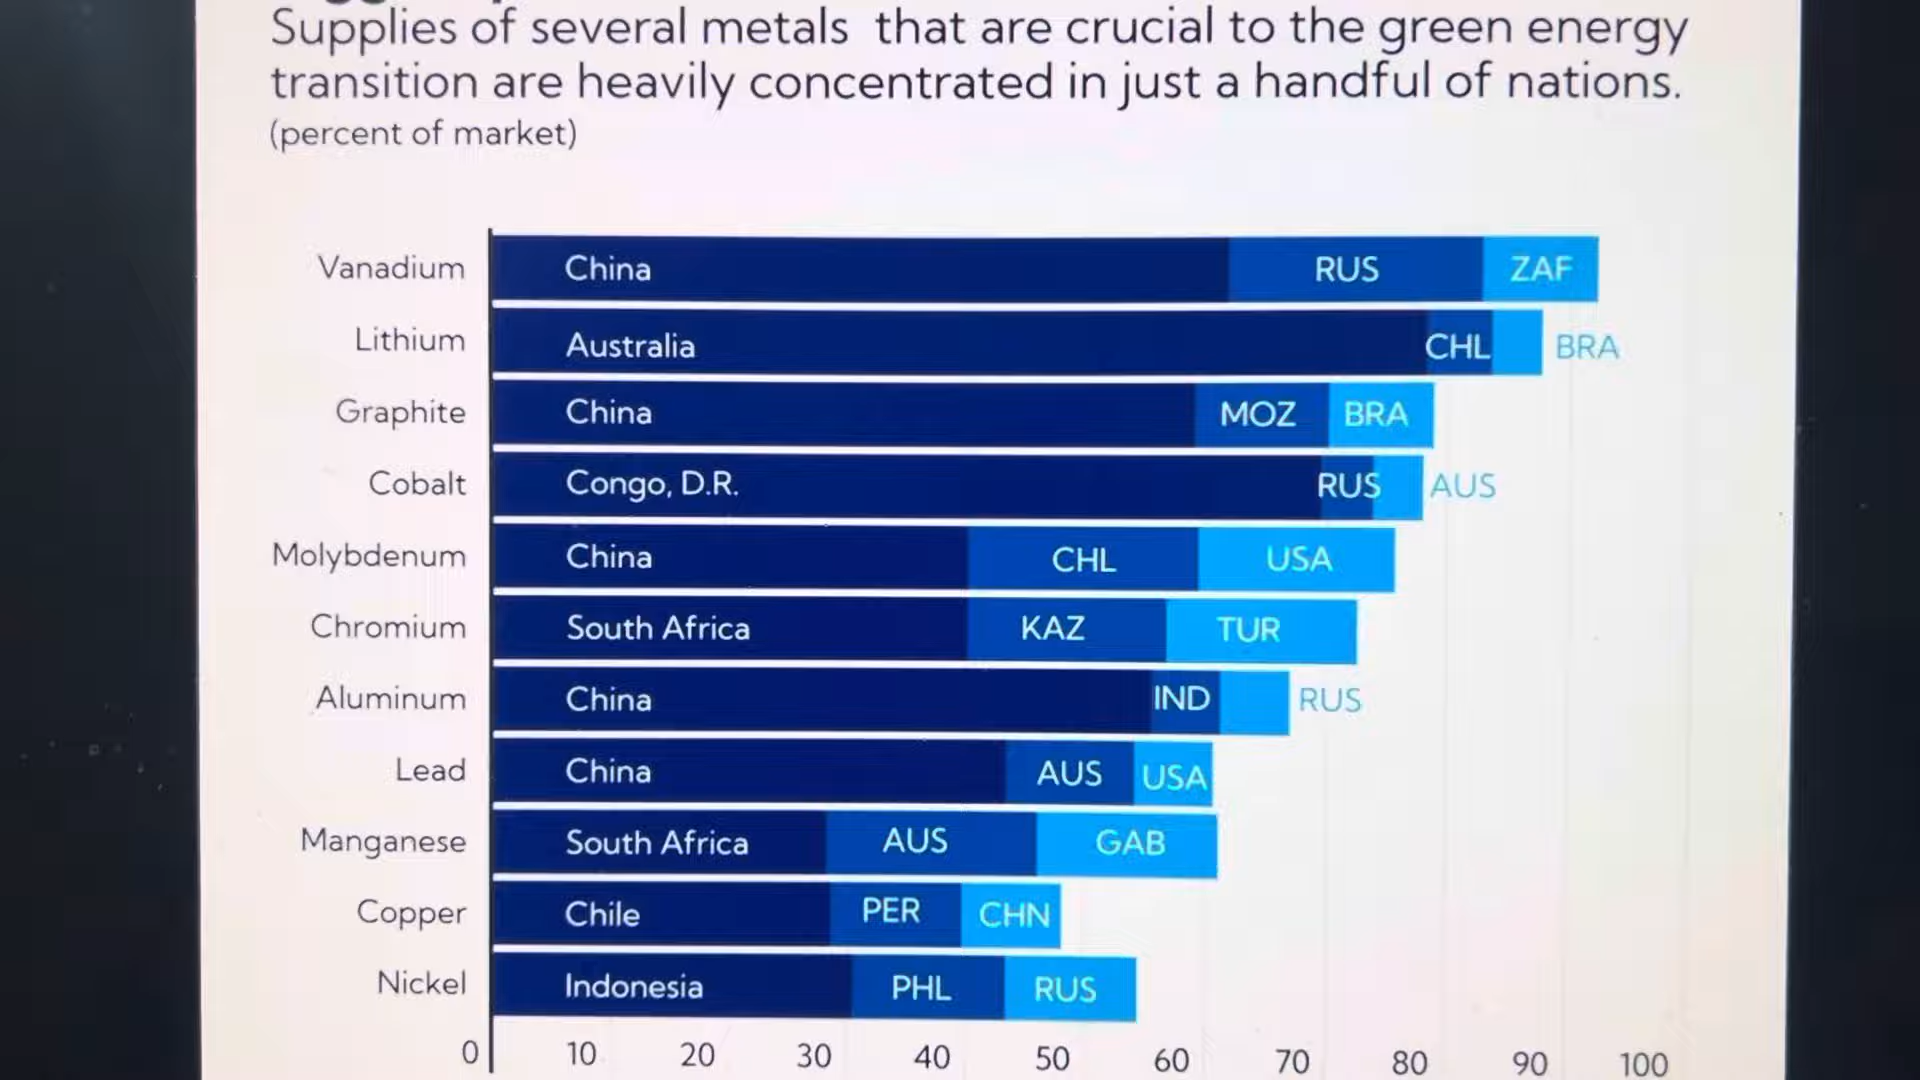 Supplies of several metals that are crucial to the green energy
transition are heavily concentrated in just a handful of nations.
(percent of market)
Vanadium China RUS ZAF
Lithium Australia CHL BRA
Graphite China MOZ BRA
Cobalt Congo, D.R. RUS AUS
Molybdenum China CHL USA
Chromium South Africa KAZ TUR
Aluminum China IND RUS
Lead China AUS USA
Manganese South Africa AUS GAB
Copper Chile PER CHN
Nickel Indonesia PHL RUS
0 10 20 30 40 50 60 70 80 90 100